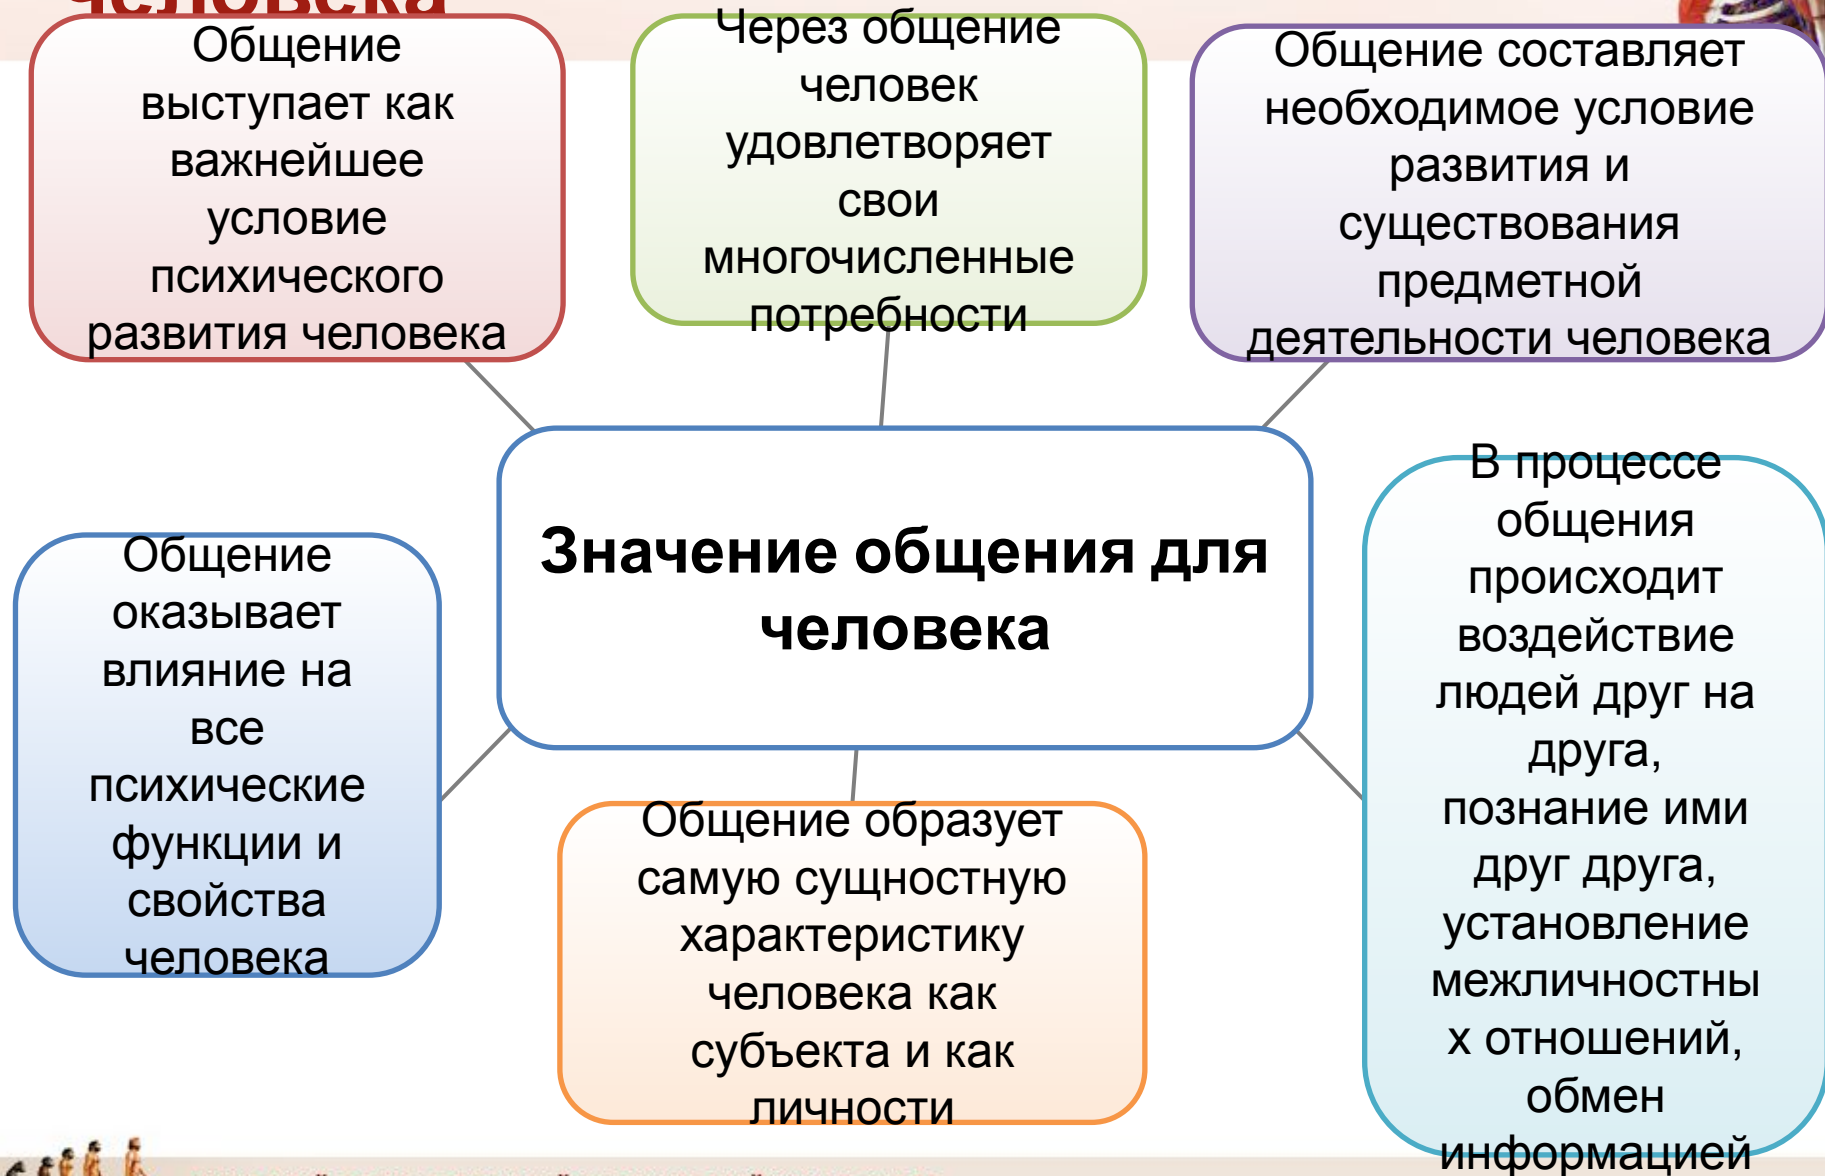 человека
Общение
выступает как
важнейшее
условие
психического
развития человека
Через общение
человек
удовлетворяет
свои
многочисленные
потребности
Общение составляет
необходимое условие
развития и
существования
предметной
деятельности человека
Значение общения для
человека
Общение
оказывает
влияние на
все
психические
функции и
свойства
человека
Общение образует
самую сущностную
характеристику
человека как
субъекта и как
личности
В процессе
общения
происходит
воздействие
людей друг на
друга,
познание ими
друг друга,
установление
межличностны
х отношений,
обмен
информацией